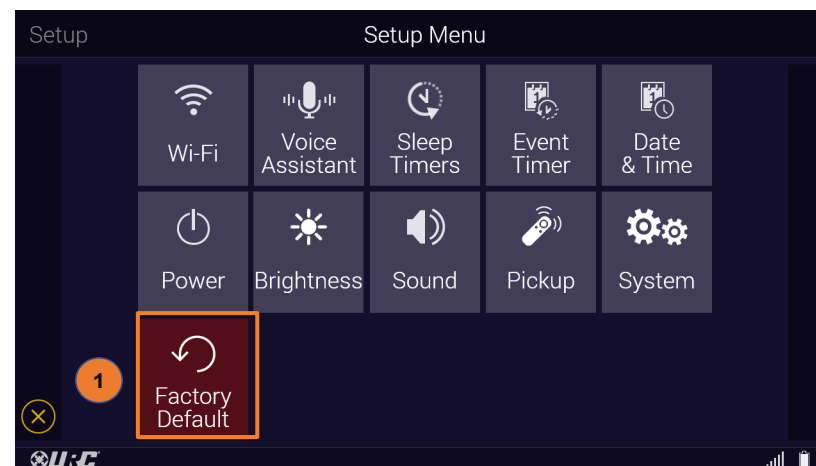 Setup
Setup Menu
Wi-Fi
Voice
Assistant
Sleep
Timers
Event
Timer
Date
& Time
Power
Brightness
Sound
Pickup
System
1
Factory
Default
URC